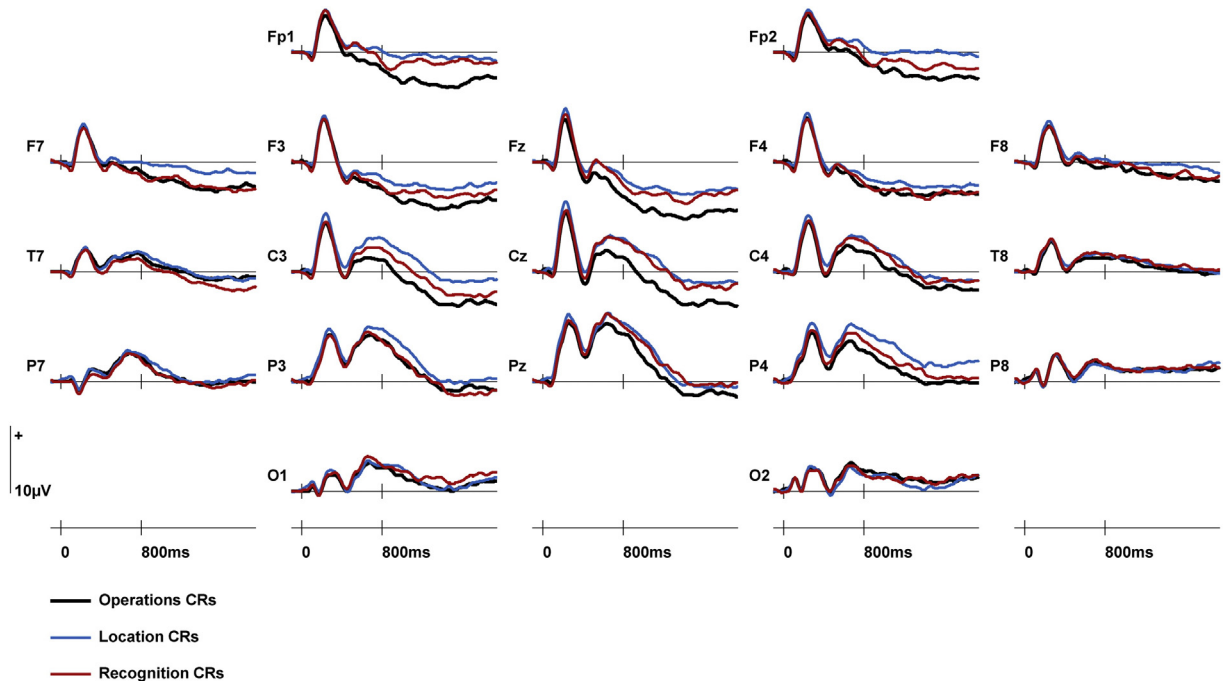 Fp1 Fp2
F7 F3 Fz F4 F8
T7 C3 Cz C4 T8
P7 P3 Pz P4 P8
+
10µV
O1 O2
0 800ms 0 800ms 0 800ms 0 800ms 0 800ms
Operations CRs
Location CRs
Recognition CRs